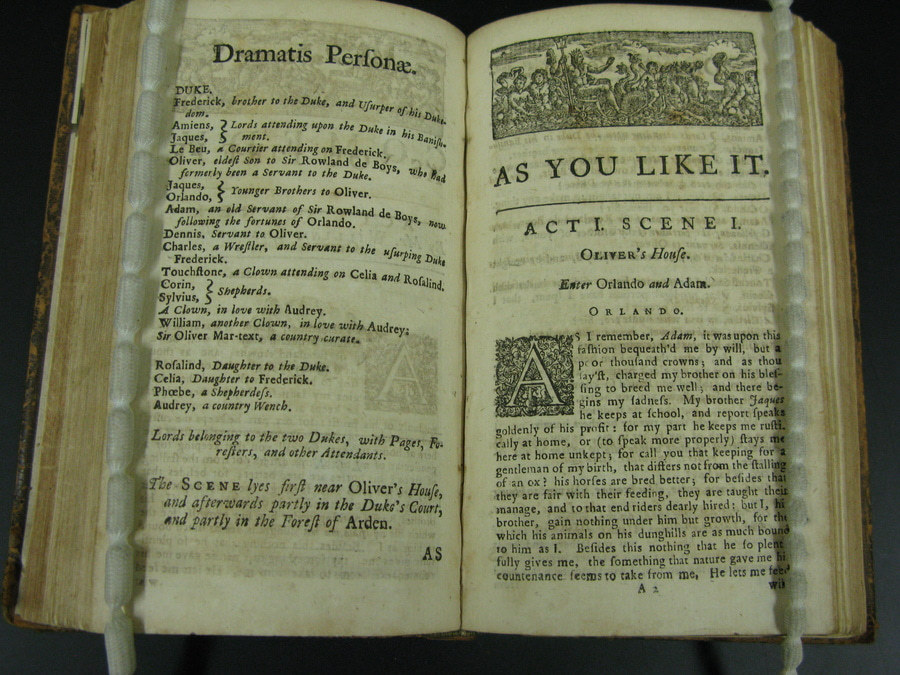 Dramatis Personæ.
DUKE.
Frederick, brother to the Duke, and Uſurper of his Duke-
dom.
Amiens, } Lords attending upon the Duke in his Baniſh-
Jaques, } ment.
Le Beu, a Courtier attending on Frederick.
Oliver, eldeſt Son to Sir Rowland de Boys, who had
formerly been a Servant to the Duke.
Jaques, } Younger Brothers to Oliver.
Orlando, }
Adam, an old Servant of Sir Rowland de Boys, now
following the fortunes of Orlando.
Dennis, Servant to Oliver.
Charles, a Wreſtler, and Servant to the uſurping Duke
Frederick.
Touchſtone, a Clown attending on Celia and Roſalind.
Corin, } Shepherds.
Sylvius, }
A Clown, in love with Audrey.
William, another Clown, in love with Audrey;
Sir Oliver Mar-text, a country curate.
Roſalind, Daughter to the Duke.
Celia, Daughter to Frederick.
Phœbe, a Shepherdeſs.
Audrey, a country Wench.
Lords belonging to the two Dukes, with Pages, Fo-
reſters, and other Attendants.
The SCENE lyes firſt near Oliver's Houſe,
and afterwards partly in the Duke's Court,
and partly in the Foreſt of Arden.
AS
AS YOU LIKE IT.
ACT I. SCENE I.
OLIVER's Houſe.
Enter Orlando and Adam.
ORLANDO.
AS I remember, Adam, it was upon this
faſhion bequeath'd me by will, but a
poor thouſand crowns; and as thou
ſay'ſt, charged my brother on his bleſ-
ſing to breed me well; and there be-
gins my ſadneſs. My brother Jaques
he keeps at ſchool, and report ſpeaks
goldenly of his profit: for my part he keeps me ruſti-
cally at home, or (to ſpeak more properly) ſtays me
here at home unkept; for call you that keeping for a
gentleman of my birth, that differs not from the ſtalling
of an ox? his horſes are bred better; for beſides that
they are fair with their feeding, they are taught their
manage, and to that end riders dearly hired: but I, his
brother, gain nothing under him but growth, for the
which his animals on his dunghills are as much bound
to him as I. Beſides this nothing that he ſo plenti-
fully gives me, the ſomething that nature gave me his
countenance ſeems to take from me. He lets me feed
A 2